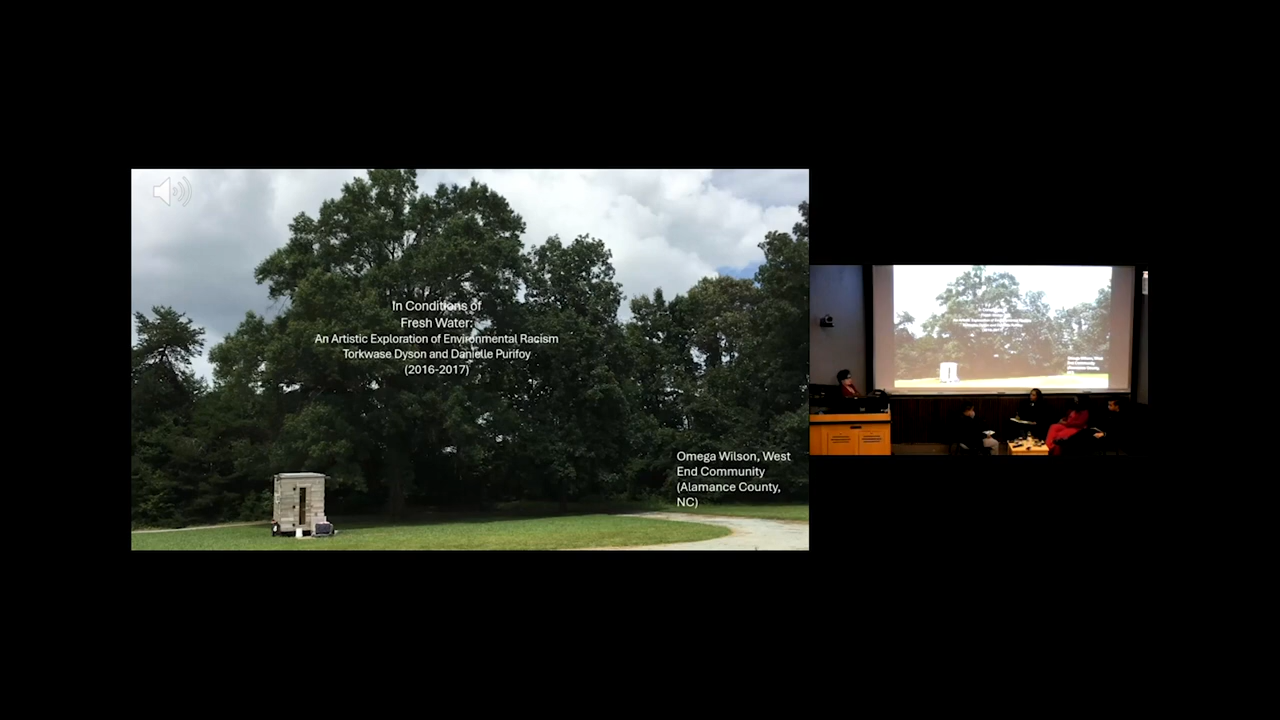 In Conditions of
Fresh Water:
An Artistic Exploration of Environmental Racism
Torkwase Dyson and Danielle Purifoy
(2016-2017)
Omega Wilson, West
End Community
(Alamance County,
NC)